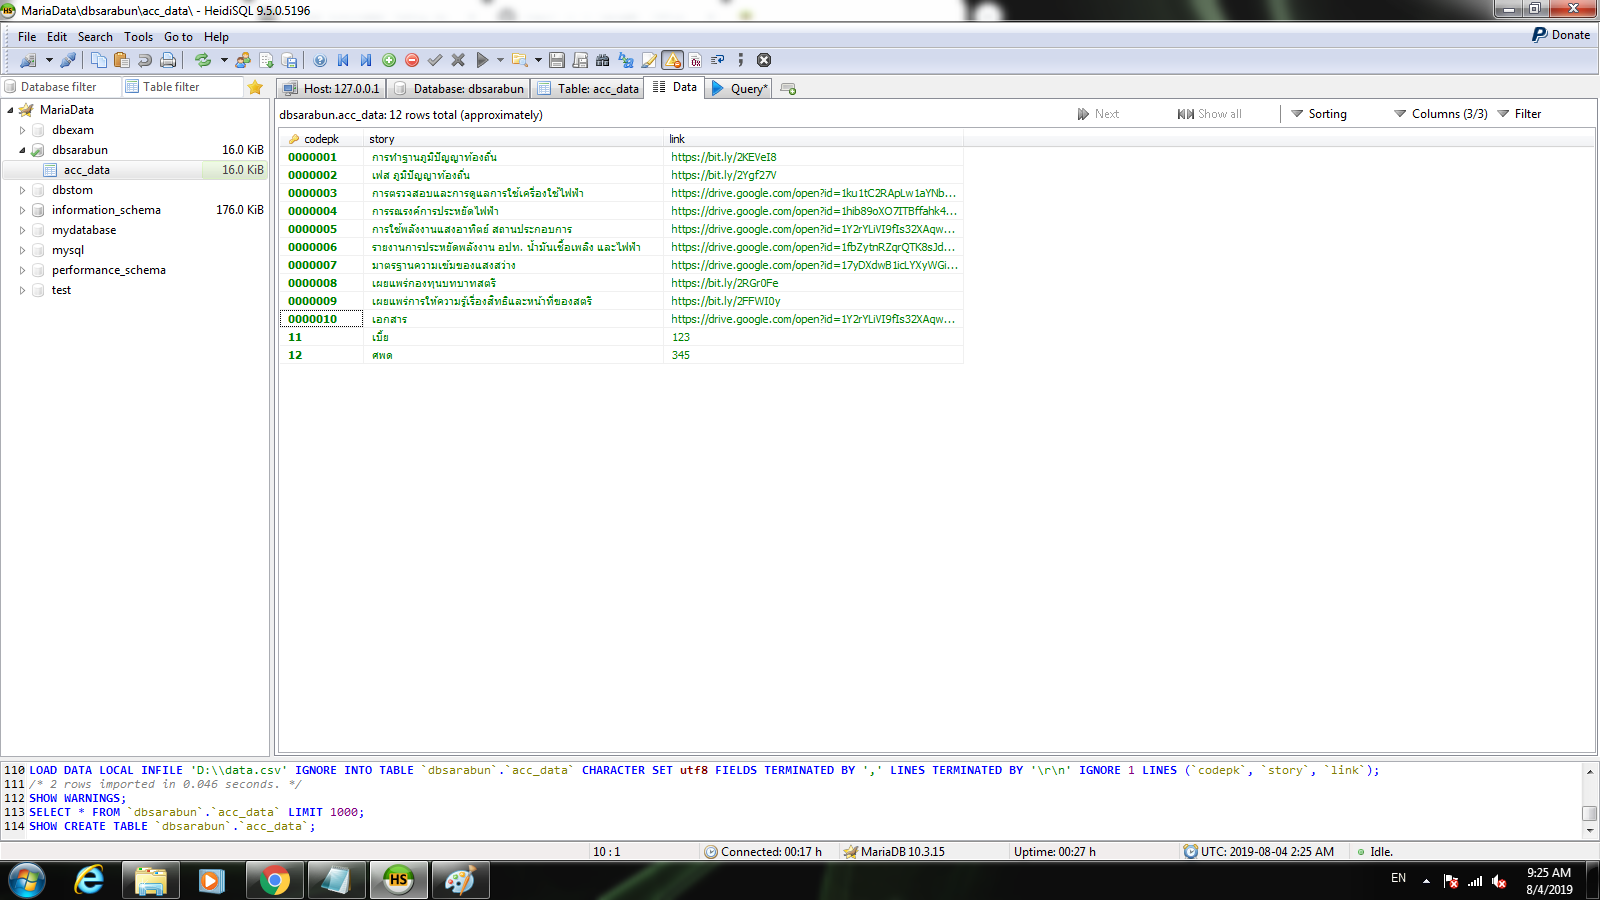 MariaData\dbsarabun\acc_data\ - HeidiSQL 9.5.0.5196
File Edit Search Tools Go to Help
Donate
Database filter Table filter
Host: 127.0.0.1 Database: dbsarabun Table: acc_data Data Query*
dbsarabun.acc_data: 12 rows total (approximately)
Next Show all Sorting Columns (3/3) Filter
MariaData
dbexam
dbsarabun 16.0 KiB
acc_data 16.0 KiB
dbstom
information_schema 176.0 KiB
mydatabase
mysql
performance_schema
test
codepk story link
0000001 การทำฐานภูมิปัญญาท้องถิ่น https://bit.ly/2KEVeI8
0000002 เฟส ภูมิปัญญาท้องถิ่น https://bit.ly/2Ygf27V
0000003 การตรวจสอบและการดูแลการใช้เครื่องใช้ไฟฟ้า https://drive.google.com/open?id=1ku1tC2RApLw1aYNb...
0000004 การรณรงค์การประหยัดไฟฟ้า https://drive.google.com/open?id=1hib89oXO7ITBffahk4...
0000005 การใช้พลังงานแสงอาทิตย์ สถานประกอบการ https://drive.google.com/open?id=1Y2rYLiVI9fIs32XAqw...
0000006 รายงานการประหยัดพลังงาน อปท. น้ำมันเชื้อเพลิง และไฟฟ้า https://drive.google.com/open?id=1fbZytnRZqrQTK8sJd...
0000007 มาตรฐานความเข้มของแสงสว่าง https://drive.google.com/open?id=17yDXdwB1icLYXyWGi...
0000008 เผยแพร่กองทุนบทบาทสตรี https://bit.ly/2RGr0Fe
0000009 เผยแพร่การให้ความรู้เรื่องสิทธิและหน้าที่ของสตรี https://bit.ly/2FFWI0y
0000010 เอกสาร https://drive.google.com/open?id=1Y2rYLiVI9fIs32XAqw...
11 เบี้ย 123
12 ศพด 345
110 LOAD DATA LOCAL INFILE 'D:\\data.csv' IGNORE INTO TABLE `dbsarabun`.`acc_data` CHARACTER SET utf8 FIELDS TERMINATED BY ',' LINES TERMINATED BY '\r\n' IGNORE 1 LINES (`codepk`, `story`, `link`);
111 /* 2 rows imported in 0.046 seconds. */
112 SHOW WARNINGS;
113 SELECT * FROM `dbsarabun`.`acc_data` LIMIT 1000;
114 SHOW CREATE TABLE `dbsarabun`.`acc_data`;
10 : 1 Connected: 00:17 h MariaDB 10.3.15 Uptime: 00:27 h UTC: 2019-08-04 2:25 AM Idle.
HS
EN
9:25 AM
8/4/2019